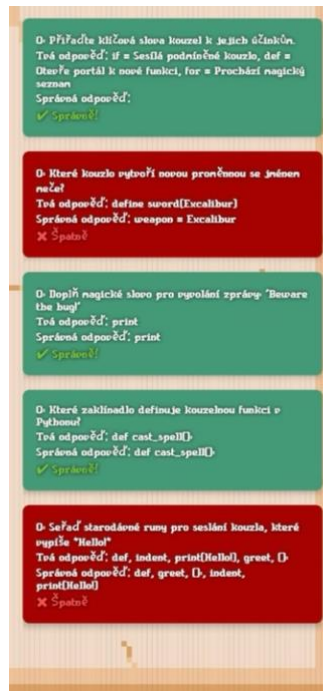 Q: Přiřaďte klíčová slova kouzel k jejich účinkům.
Tvá odpověď: if = Sesílá podmíněné kouzlo, def =
Otevře portál k nové funkci, for = Prochází magický
seznam
Správná odpověď:
✔ Správně!
Q: Které kouzlo vytvoří novou proměnnou se jménem
meče?
Tvá odpověď: define sword(Excalibur)
Správná odpověď: weapon = Excalibur
✖ Špatně
Q: Doplň magické slovo pro vyvolání zprávy: 'Beware
the bug!'
Tvá odpověď: print
Správná odpověď: print
✔ Správně!
Q: Které zaklínadlo definuje kouzelnou funkci v
Pythonu?
Tvá odpověď: def cast_spell():
Správná odpověď: def cast_spell():
✔ Správně!
Q: Seřaď starodávné runy pro seslání kouzla, které
vypíše "Hello!"
Tvá odpověď: def, indent, print(Hello!), greet, ():
Správná odpověď: def, greet, ():, indent,
print(Hello!)
✖ Špatně